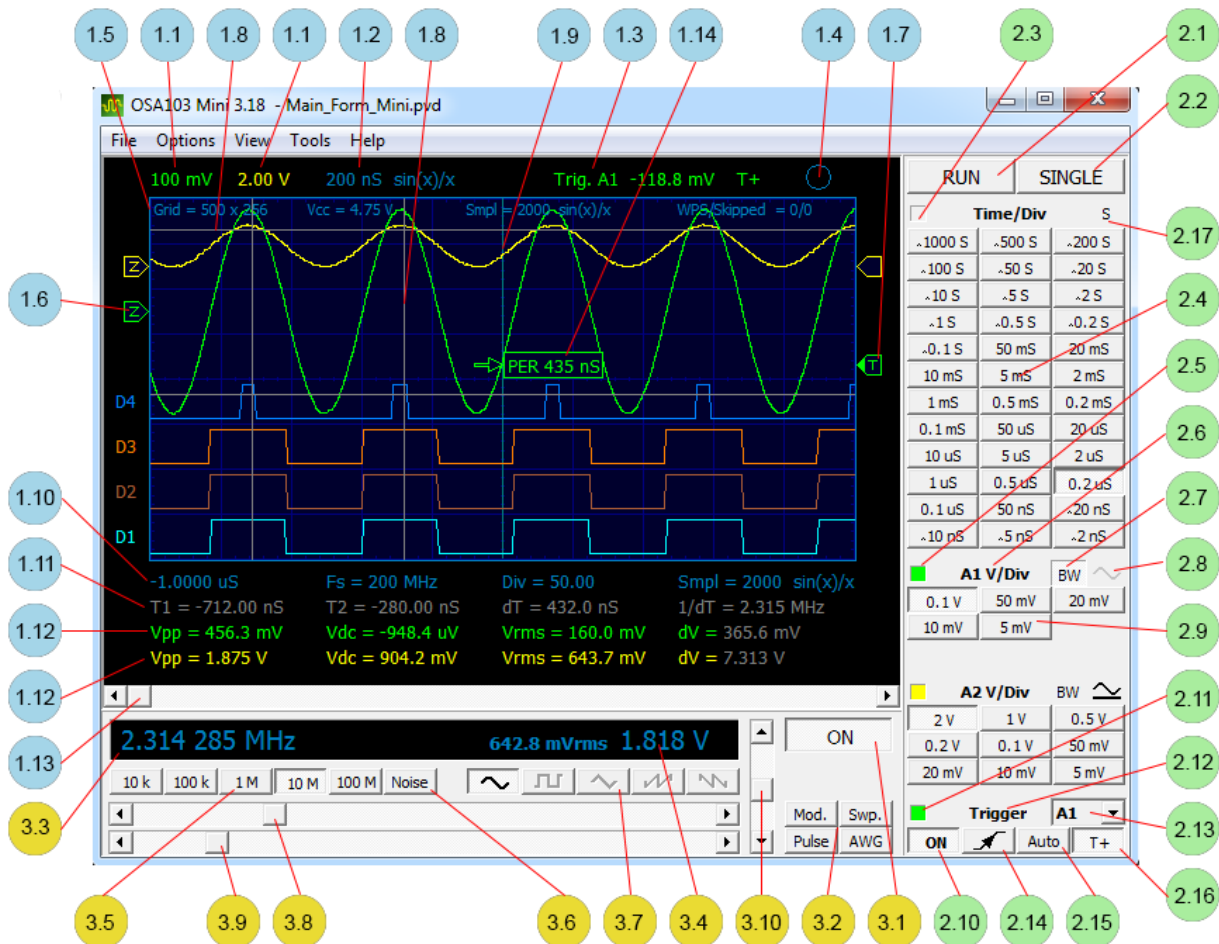 1.5 1.1 1.8 1.1 1.2 1.8 1.9 1.3 1.14 1.4 1.7 2.3 2.1
OSA103 Mini 3.18 - Main_Form_Mini.pvd
2.2
File Options View Tools Help
100 mV 2.00 V 200 nS sin(x)/x Trig. A1 -118.8 mV T+
RUN SINGLE
Grid = 500 x 256 Vcc = 4.75 V Smpl = 2000 sin(x)/x WPS/Skipped = 0/0
Time/Div S
2.17
^1000 S ^500 S ^200 S
Z
^100 S ^50 S ^20 S
1.6
Z
^10 S ^5 S ^2 S
2.4
^1 S ^0.5 S ^0.2 S
^0.1 S 50 mS 20 mS
PER 435 nS
T
2.5
10 mS 5 mS 2 mS
D4
1 mS 0.5 mS 0.2 mS
0.1 mS 50 uS 20 uS
2.6
D3
10 uS 5 uS 2 uS
1 uS 0.5 uS 0.2 uS
1.10
D2
2.7
0.1 uS 50 nS ^20 nS
D1
^10 nS ^5 nS ^2 nS
1.11
2.8
-1.0000 uS Fs = 200 MHz Div = 50.00 Smpl = 2000 sin(x)/x
A1 V/Div BW
T1 = -712.00 nS T2 = -280.00 nS dT = 432.0 nS 1/dT = 2.315 MHz
0.1 V 50 mV 20 mV
1.12
Vpp = 456.3 mV Vdc = -948.4 uV Vrms = 160.0 mV dV = 365.6 mV
10 mV 5 mV
2.9
Vpp = 1.875 V Vdc = 904.2 mV Vrms = 643.7 mV dV = 7.313 V
1.12
A2 V/Div BW
2.11
2 V 1 V 0.5 V
1.13
2.314 285 MHz 642.8 mVrms 1.818 V
ON
0.2 V 0.1 V 50 mV
2.12
20 mV 10 mV 5 mV
10 k 100 k 1 M 10 M 100 M Noise
3.3
Mod. Swp.
Trigger A1
2.13
Pulse AWG
ON Auto T+
2.16
3.5 3.9 3.8 3.6 3.7 3.4 3.10 3.2 3.1 2.10 2.14 2.15